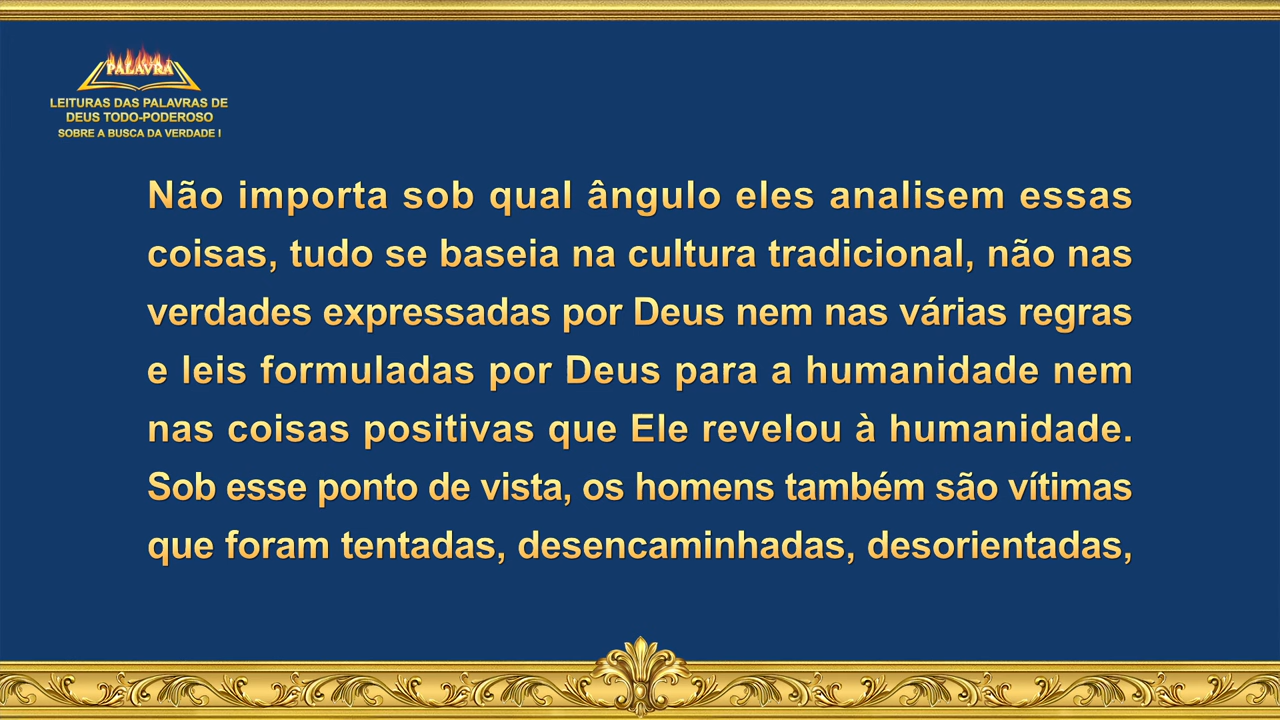 PALAVRA
LEITURAS DAS PALAVRAS DE
DEUS TODO-PODEROSO
SOBRE A BUSCA DA VERDADE I
Não importa sob qual ângulo eles analisem essas
coisas, tudo se baseia na cultura tradicional, não nas
verdades expressadas por Deus nem nas várias regras
e leis formuladas por Deus para a humanidade nem
nas coisas positivas que Ele revelou à humanidade.
Sob esse ponto de vista, os homens também são vítimas
que foram tentadas, desencaminhadas, desorientadas,